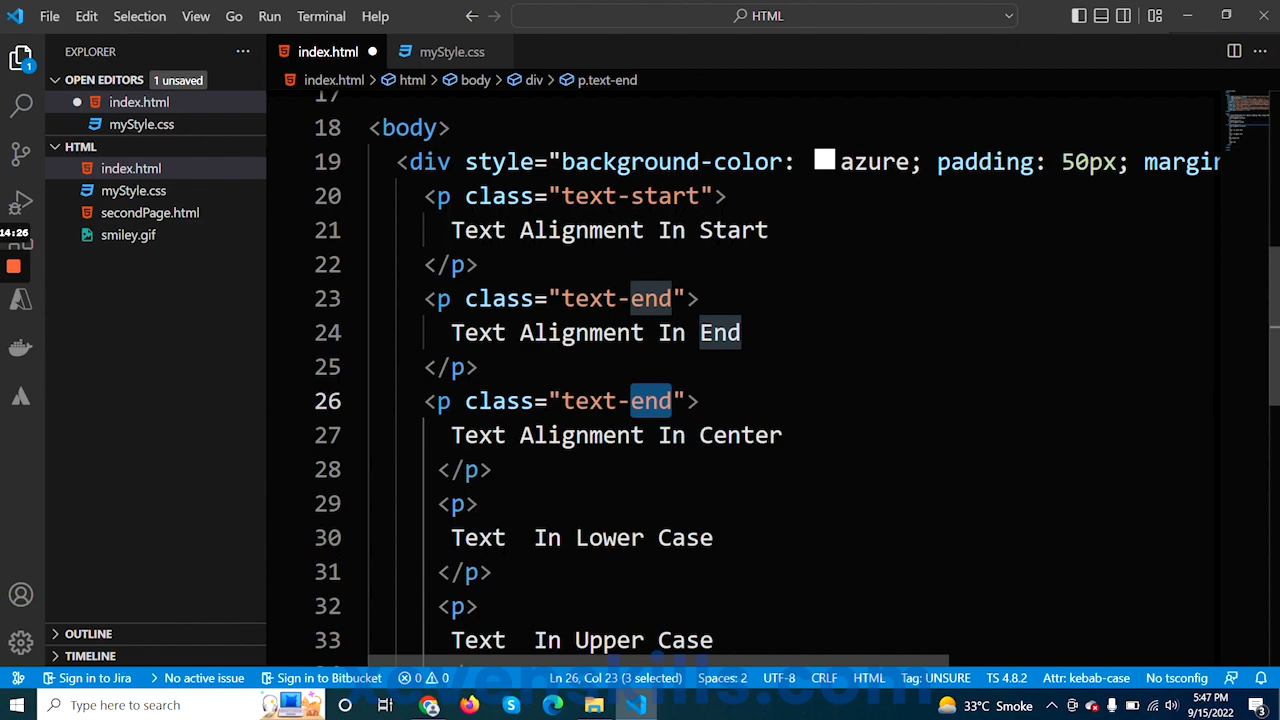 File Edit Selection View Go Run Terminal Help HTML
EXPLORER
OPEN EDITORS 1 unsaved
index.html
myStyle.css
HTML
index.html
myStyle.css
secondPage.html
smiley.gif
14:26
1
OUTLINE
TIMELINE
index.html myStyle.css
index.html > html > body > div > p.text-end
17
18 <body>
19 <div style="background-color: azure; padding: 50px; margin
20 <p class="text-start">
21 Text Alignment In Start
22 </p>
23 <p class="text-end">
24 Text Alignment In End
25 </p>
26 <p class="text-end">
27 Text Alignment In Center
28 </p>
29 <p>
30 Text  In Lower Case
31 </p>
32 <p>
33 Text  In Upper Case
Sign in to Jira No active issue Sign in to Bitbucket 0 0 Ln 26, Col 23 (3 selected) Spaces: 2 UTF-8 CRLF HTML Tag: UNSURE TS 4.8.2 Attr: kebab-case No tsconfig
Type here to search
33°C Smoke
5:47 PM
9/15/2022
3